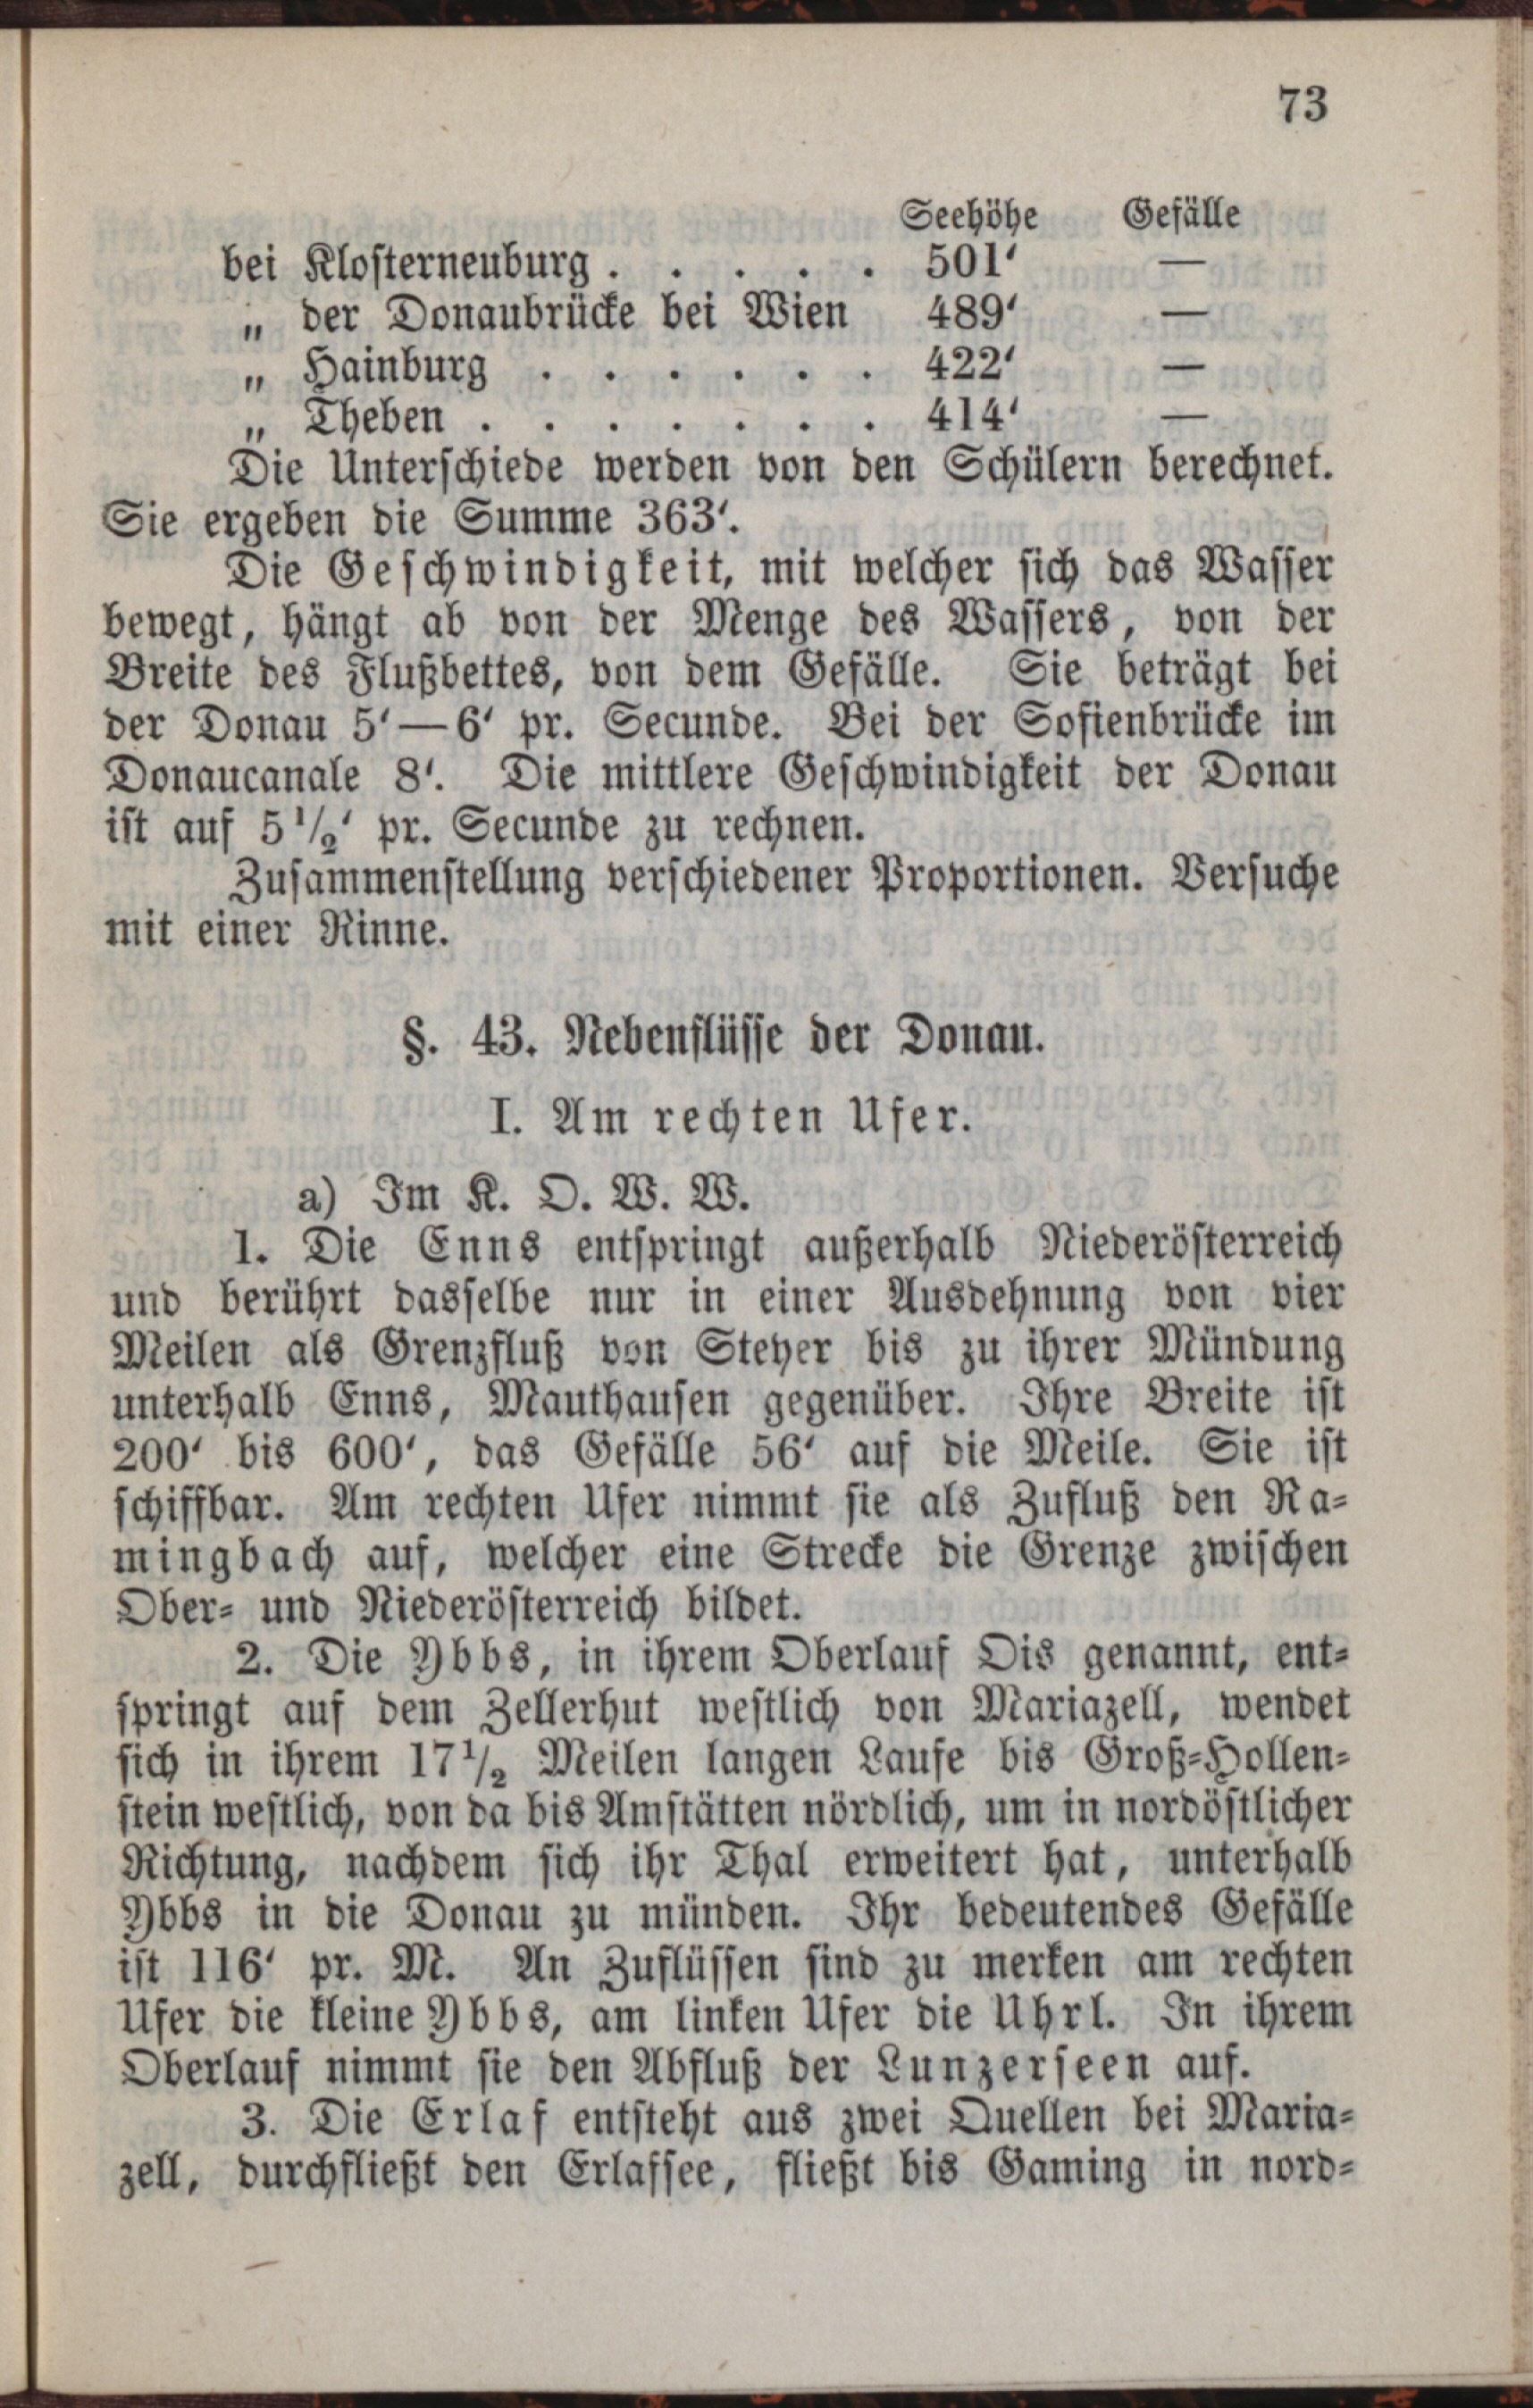 73
Seehöhe Gefälle
bei Klosterneuburg . . . . . 501' —
„ der Donaubrücke bei Wien 489' —
„ Hainburg . . . . . . 422' —
„ Theben . . . . . . . 414' —
Die Unterschiede werden von den Schülern berechnet.
Sie ergeben die Summe 363'.
Die Geschwindigkeit, mit welcher sich das Wasser
bewegt, hängt ab von der Menge des Wassers, von der
Breite des Flußbettes, von dem Gefälle. Sie beträgt bei
der Donau 5'—6' pr. Secunde. Bei der Sofienbrücke im
Donaucanale 8'. Die mittlere Geschwindigkeit der Donau
ist auf 5 1/2' pr. Secunde zu rechnen.
Zusammenstellung verschiedener Proportionen. Versuche
mit einer Rinne.
§. 43. Nebenflüsse der Donau.
I. Am rechten Ufer.
a) Im K. O. W. W.
1. Die Enns entspringt außerhalb Niederösterreich
und berührt dasselbe nur in einer Ausdehnung von vier
Meilen als Grenzfluß von Steyer bis zu ihrer Mündung
unterhalb Enns, Mauthausen gegenüber. Ihre Breite ist
200' bis 600', das Gefälle 56' auf die Meile. Sie ist
schiffbar. Am rechten Ufer nimmt sie als Zufluß den Ra-
mingbach auf, welcher eine Strecke die Grenze zwischen
Ober- und Niederösterreich bildet.
2. Die Ybbs, in ihrem Oberlauf Ois genannt, ent-
springt auf dem Zellerhut westlich von Mariazell, wendet
sich in ihrem 17 1/2 Meilen langen Laufe bis Groß-Hollen-
stein westlich, von da bis Amstätten nördlich, um in nordöstlicher
Richtung, nachdem sich ihr Thal erweitert hat, unterhalb
Ybbs in die Donau zu münden. Ihr bedeutendes Gefälle
ist 116' pr. M. An Zuflüssen sind zu merken am rechten
Ufer die kleine Ybbs, am linken Ufer die Uhrl. In ihrem
Oberlauf nimmt sie den Abfluß der Lunzerseen auf.
3. Die Erlaf entsteht aus zwei Quellen bei Maria-
zell, durchfließt den Erlafsee, fließt bis Gaming in nord-